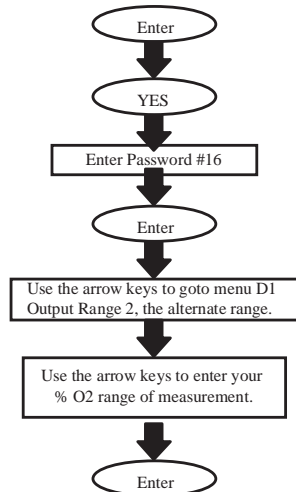 Enter
YES
Enter Password #16
Enter
Use the arrow keys to goto menu D1
Output Range 2, the alternate range.
Use the arrow keys to enter your
% O2 range of measurement.
Enter